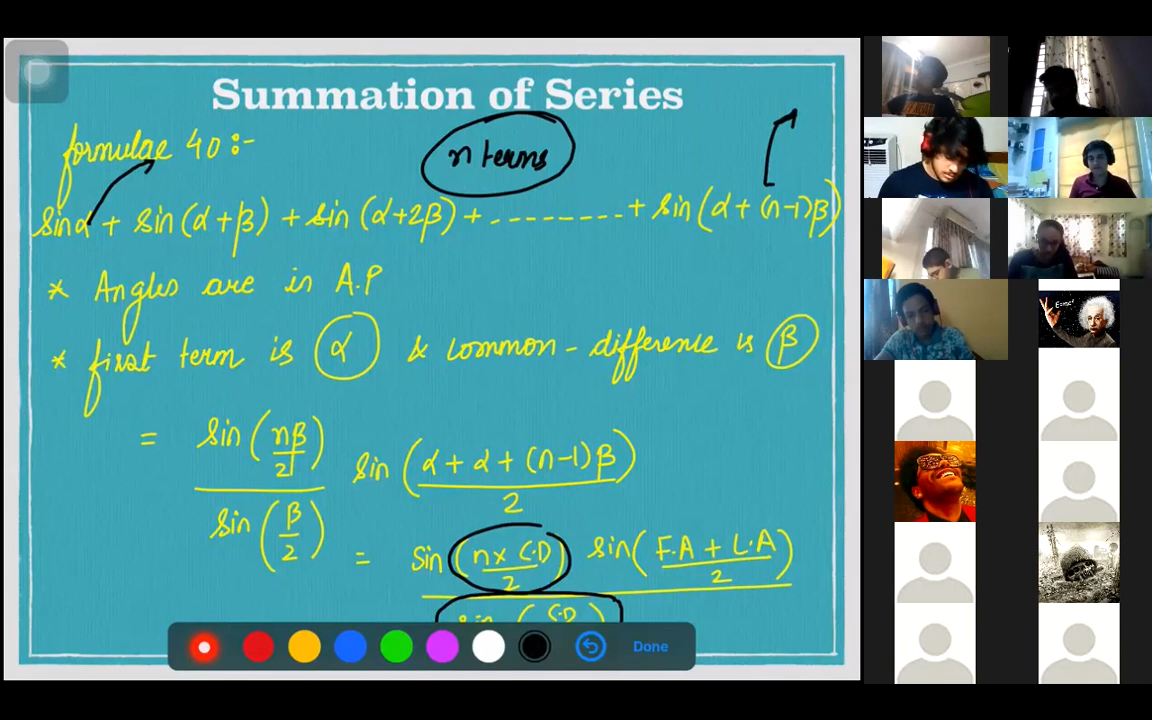 Summation of Series
formulae 40 :-
n terms
sinα + sin(α+β) + sin(α+2β) + -------- + sin(α+(n-1)β)
* Angles are in A.P
* first term is α & common-difference is β
= sin(nβ/2) / sin(β/2) sin(α+α+(n-1)β / 2)
= sin(n× C.D / 2) sin(F.A + L.A / 2)
sin (C.D
Done